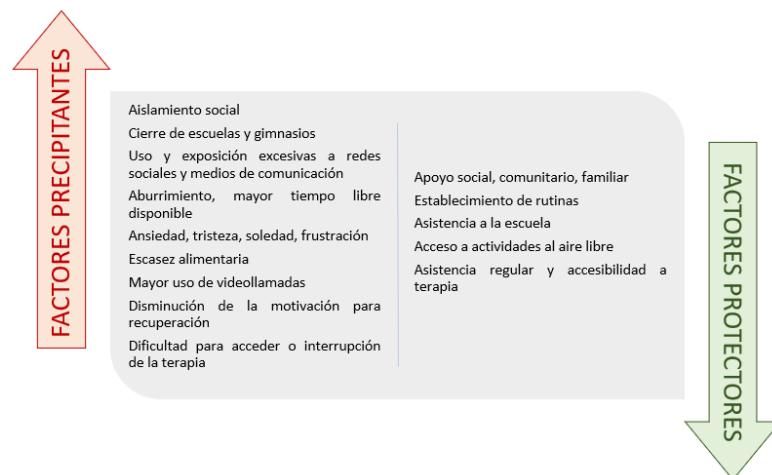 FACTORES PRECIPITANTES
Aislamiento social
Cierre de escuelas y gimnasios
Uso y exposición excesivas a redes
sociales y medios de comunicación
Aburrimiento, mayor tiempo libre
disponible
Ansiedad, tristeza, soledad, frustración
Escasez alimentaria
Mayor uso de videollamadas
Disminución de la motivación para
recuperación
Dificultad para acceder o interrupción
de la terapia
Apoyo social, comunitario, familiar
Establecimiento de rutinas
Asistencia a la escuela
Acceso a actividades al aire libre
Asistencia regular y accesibilidad a
terapia
FACTORES PROTECTORES